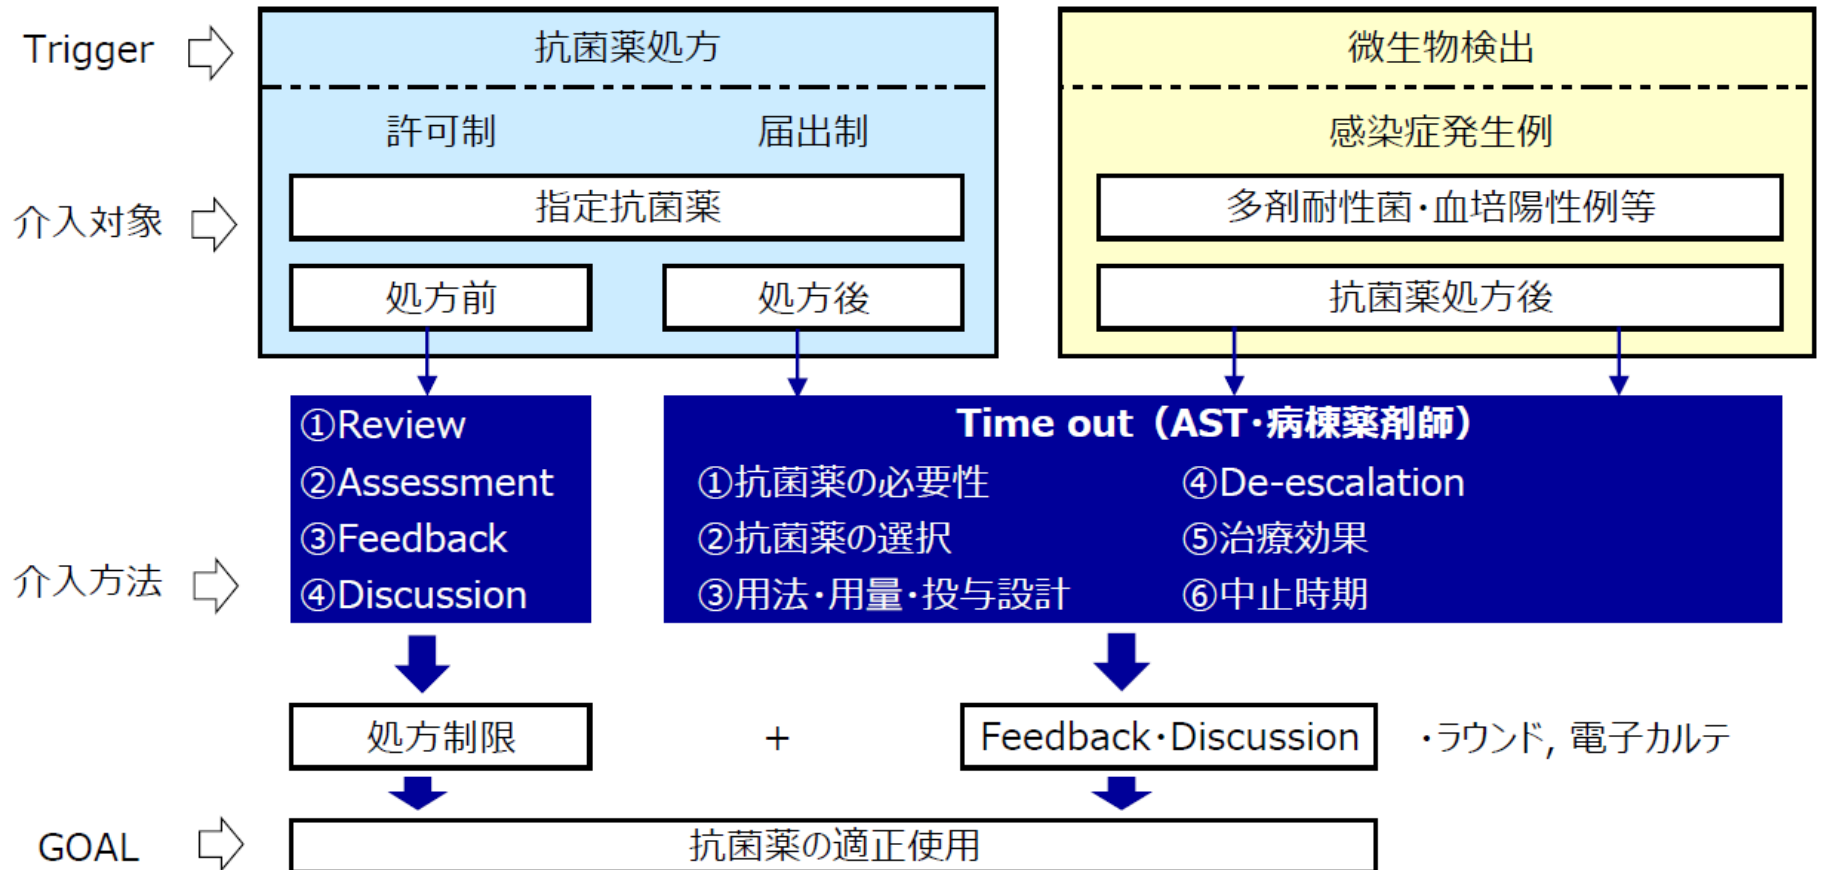 Trigger
抗菌薬処方
微生物検出
許可制
届出制
感染症発生例
介入対象
指定抗菌薬
多剤耐性菌・血培陽性例等
処方前
処方後
抗菌薬処方後
介入方法
①Review
②Assessment
③Feedback
④Discussion
Time out（AST・病棟薬剤師）
①抗菌薬の必要性
②抗菌薬の選択
③用法・用量・投与設計
④De-escalation
⑤治療効果
⑥中止時期
処方制限
+
Feedback・Discussion
・ラウンド, 電子カルテ
GOAL
抗菌薬の適正使用